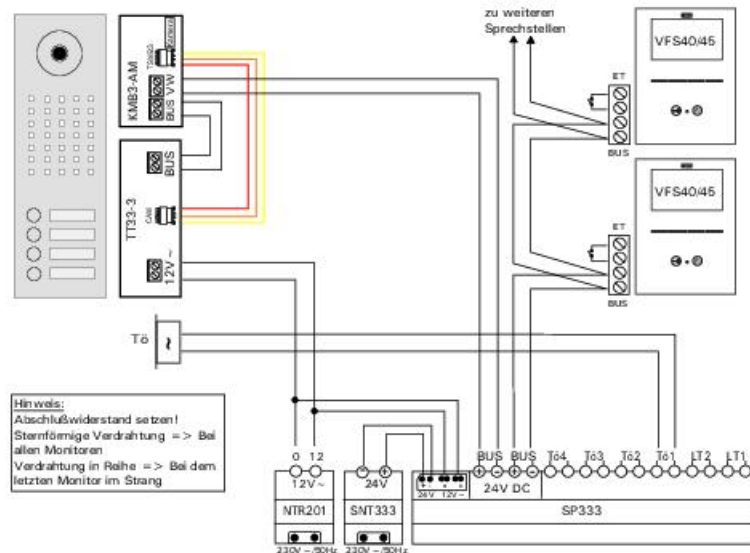 zu weiteren
Sprechstellen
VFS40/45
ET
BUS
VFS40/45
ET
BUS
KMB3-AM
Kamera
VW
BUS
TT33-3
BUS
CAM
12V ~
Tö
~
Hinweis:
Abschlußwiderstand setzen!
Sternförmige Verdrahtung => Bei
allen Monitoren
Verdrahtung in Reihe => Bei dem
letzten Monitor im Strang
0 12
12V ~
NTR201
230V ~/50Hz
- +
24V
SNT333
230V ~/50Hz
24V 12V~
BUS BUS Tö4 Tö3 Tö2 Tö1 LT2 LT1
+ - + -
24V DC
SP333